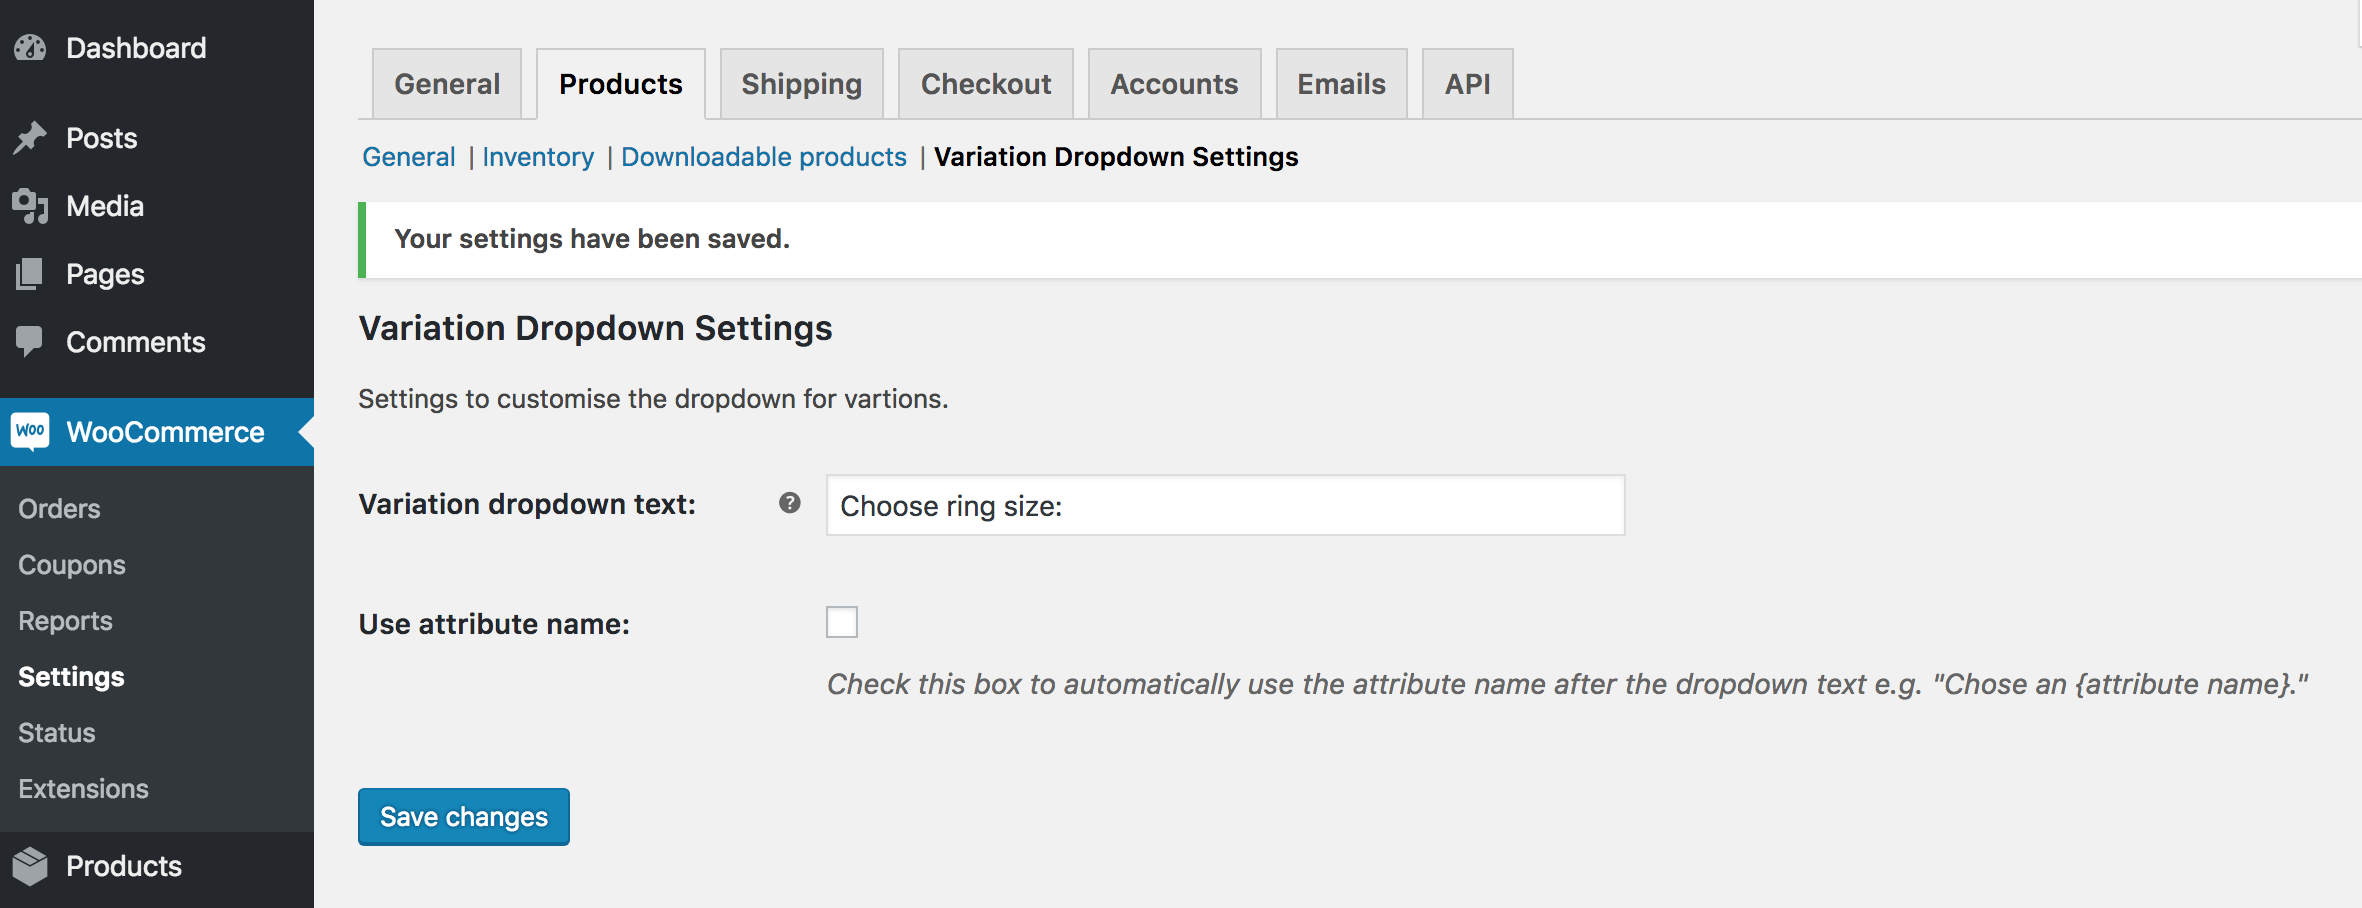 Dashboard
Posts
Media
Pages
Comments
Woo WooCommerce
Orders
Coupons
Reports
Settings
Status
Extensions
Products
General Products Shipping Checkout Accounts Emails API
General | Inventory | Downloadable products | Variation Dropdown Settings
Your settings have been saved.
Variation Dropdown Settings
Settings to customise the dropdown for vartions.
Variation dropdown text: ? Choose ring size:
Use attribute name:
Check this box to automatically use the attribute name after the dropdown text e.g. "Chose an {attribute name}."
Save changes